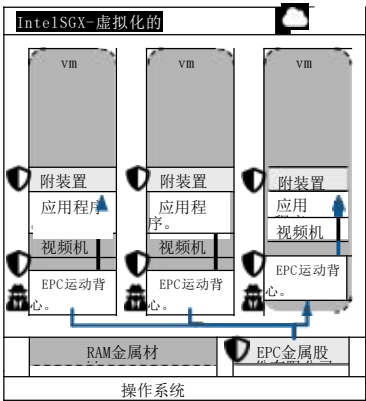 IntelSGX-虚拟化的
vm
vm
vm
附装置
附装置
附装置
应用程序
。
应用程
序。
应用
视频机
视频机
视频机
EPC运动背
心。
EPC运动背
心。
EPC运动背
心。
RAM金属材
EPC金属股
操作系统